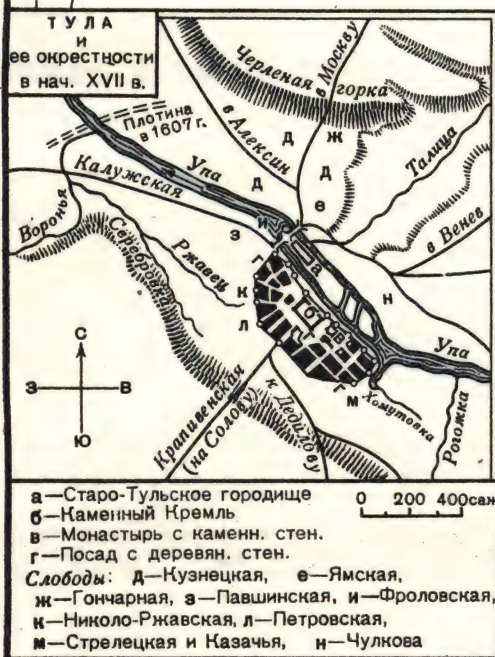 ТУЛА
и
ее окрестности
в нач. XVII в.
Черленая горка
в Москву
Плотина
в 1607 г.
в Алексин
д
ж
д
д
е
Талица
в Венев
Калужская
Упа
Воронья
Серебровка
Ржавец
з
и
г
а
к
б
л
в
г
г
м
н
Упа
Хомутовка
Рогожка
С
З
В
Ю
Крапивенская
(на Солову)
к Дедилову
а—Старо-Тульское городище
б—Каменный Кремль
в—Монастырь с каменн. стен.
г—Посад с деревян. стен.
0 200 400саж
Слободы: д—Кузнецкая, е—Ямская,
ж—Гончарная, з—Павшинская, и—Фроловская,
к—Николо-Ржавская, л—Петровская,
м—Стрелецкая и Казачья, н—Чулкова